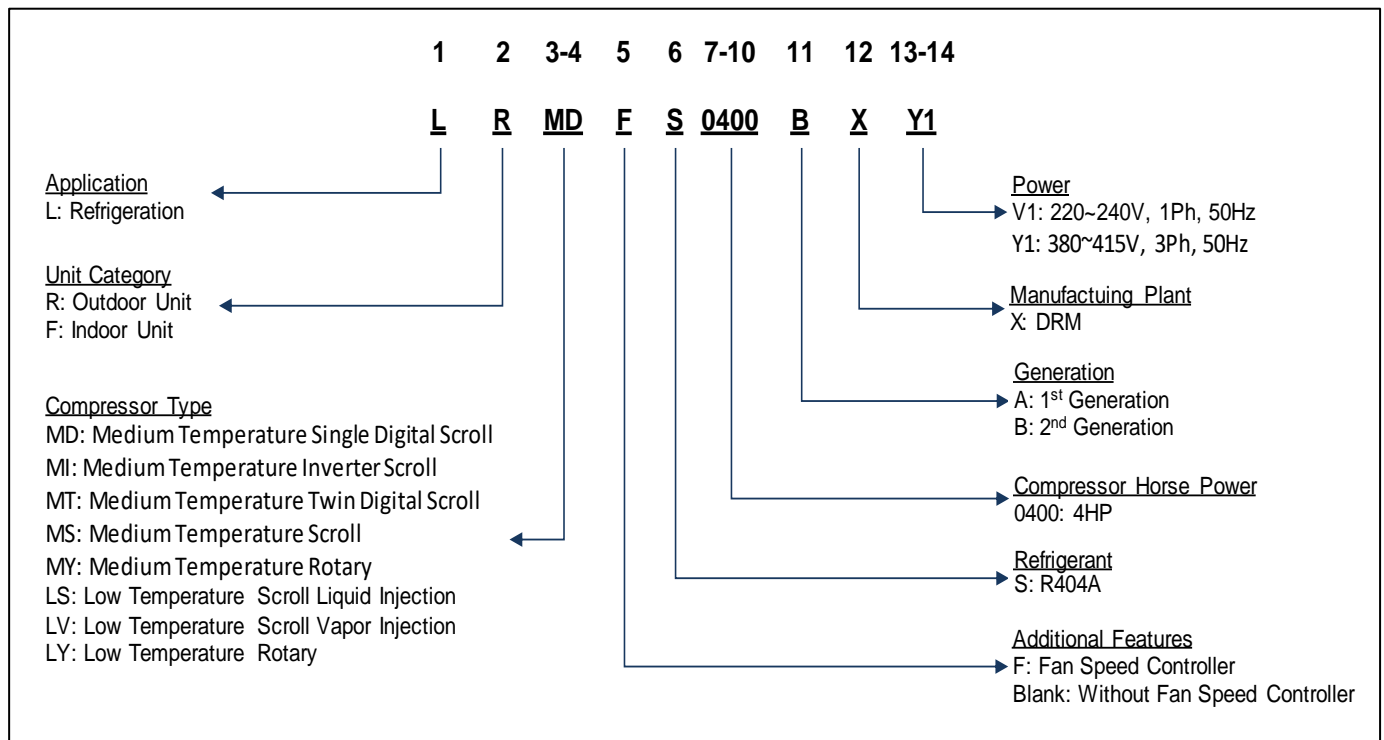 1 2 3-4 5 6 7-10 11 12 13-14
L R MD F S 0400 B X Y1
Application
L: Refrigeration
Unit Category
R: Outdoor Unit
F: Indoor Unit
Compressor Type
MD: Medium Temperature Single Digital Scroll
MI: Medium Temperature Inverter Scroll
MT: Medium Temperature Twin Digital Scroll
MS: Medium Temperature Scroll
MY: Medium Temperature Rotary
LS: Low Temperature Scroll Liquid Injection
LV: Low Temperature Scroll Vapor Injection
LY: Low Temperature Rotary
Power
V1: 220~240V, 1Ph, 50Hz
Y1: 380~415V, 3Ph, 50Hz
Manufactuing Plant
X: DRM
Generation
A: 1st Generation
B: 2nd Generation
Compressor Horse Power
0400: 4HP
Refrigerant
S: R404A
Additional Features
F: Fan Speed Controller
Blank: Without Fan Speed Controller